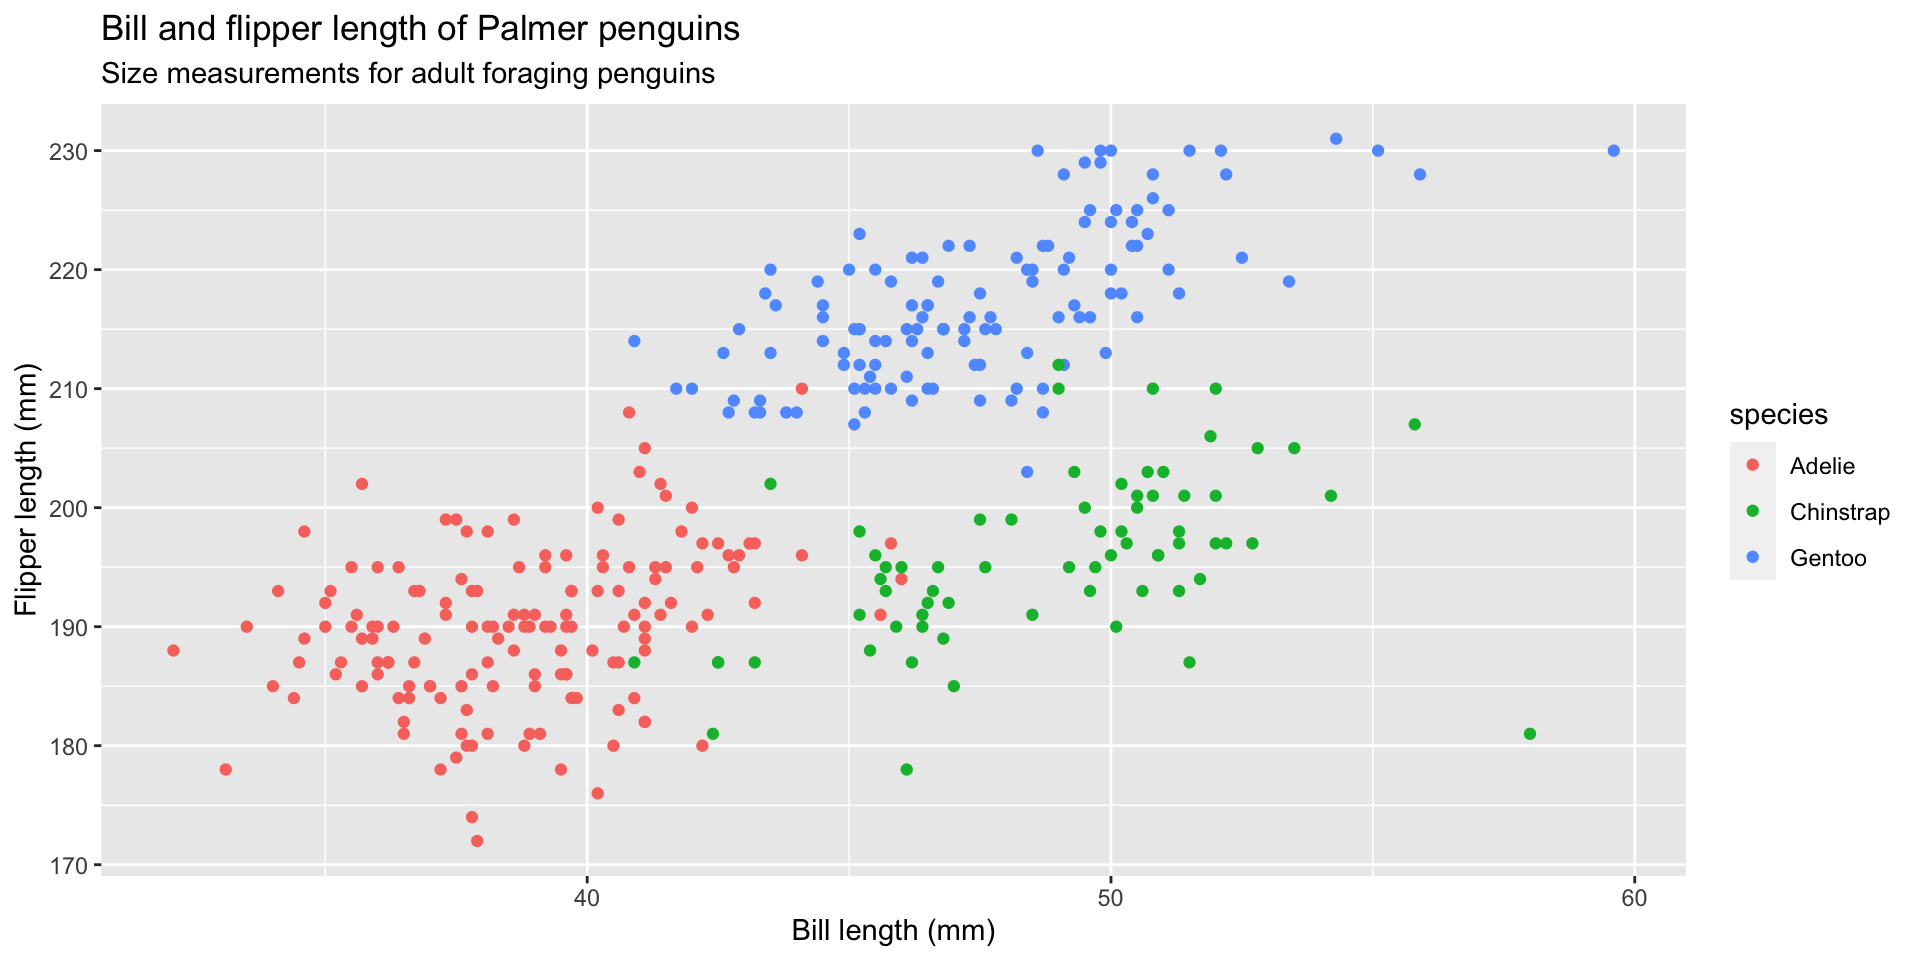 Bill and flipper length of Palmer penguins
Size measurements for adult foraging penguins
230
220
210
200
190
180
170
Flipper length (mm)
40
50
60
Bill length (mm)
species
Adelie
Chinstrap
Gentoo